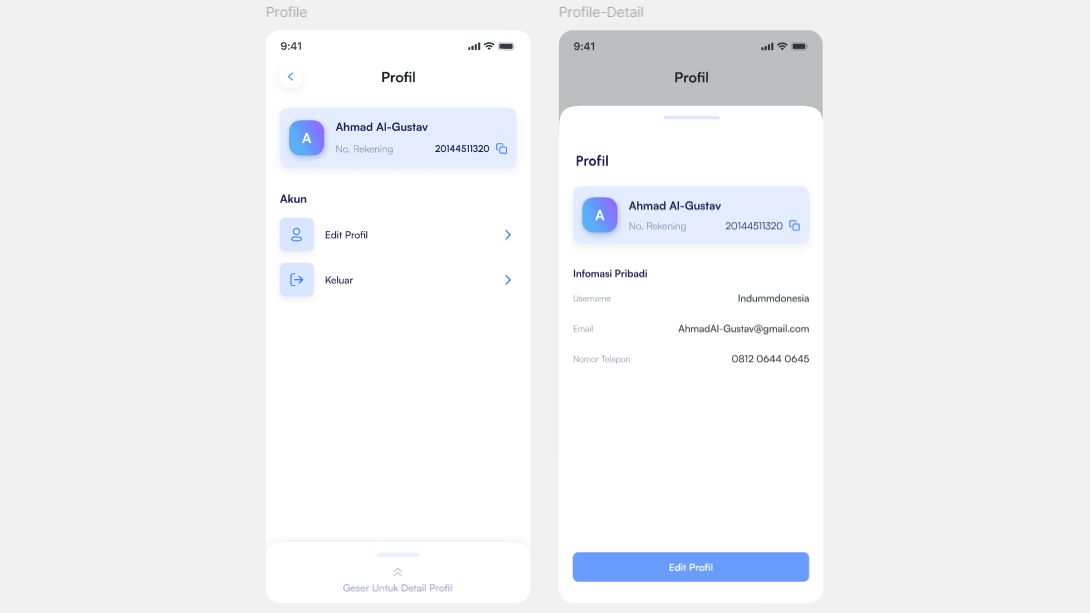 Profile
9:41
Profil
A
Ahmad Al-Gustav
No. Rekening 20144511320
Akun
Edit Profil
Keluar
Geser Untuk Detail Profil
Profile-Detail
9:41
Profil
Profil
A
Ahmad Al-Gustav
No. Rekening 20144511320
Infomasi Pribadi
Username Indummdonesia
Email AhmadAl-Gustav@gmail.com
Nomor Telepon 0812 0644 0645
Edit Profil